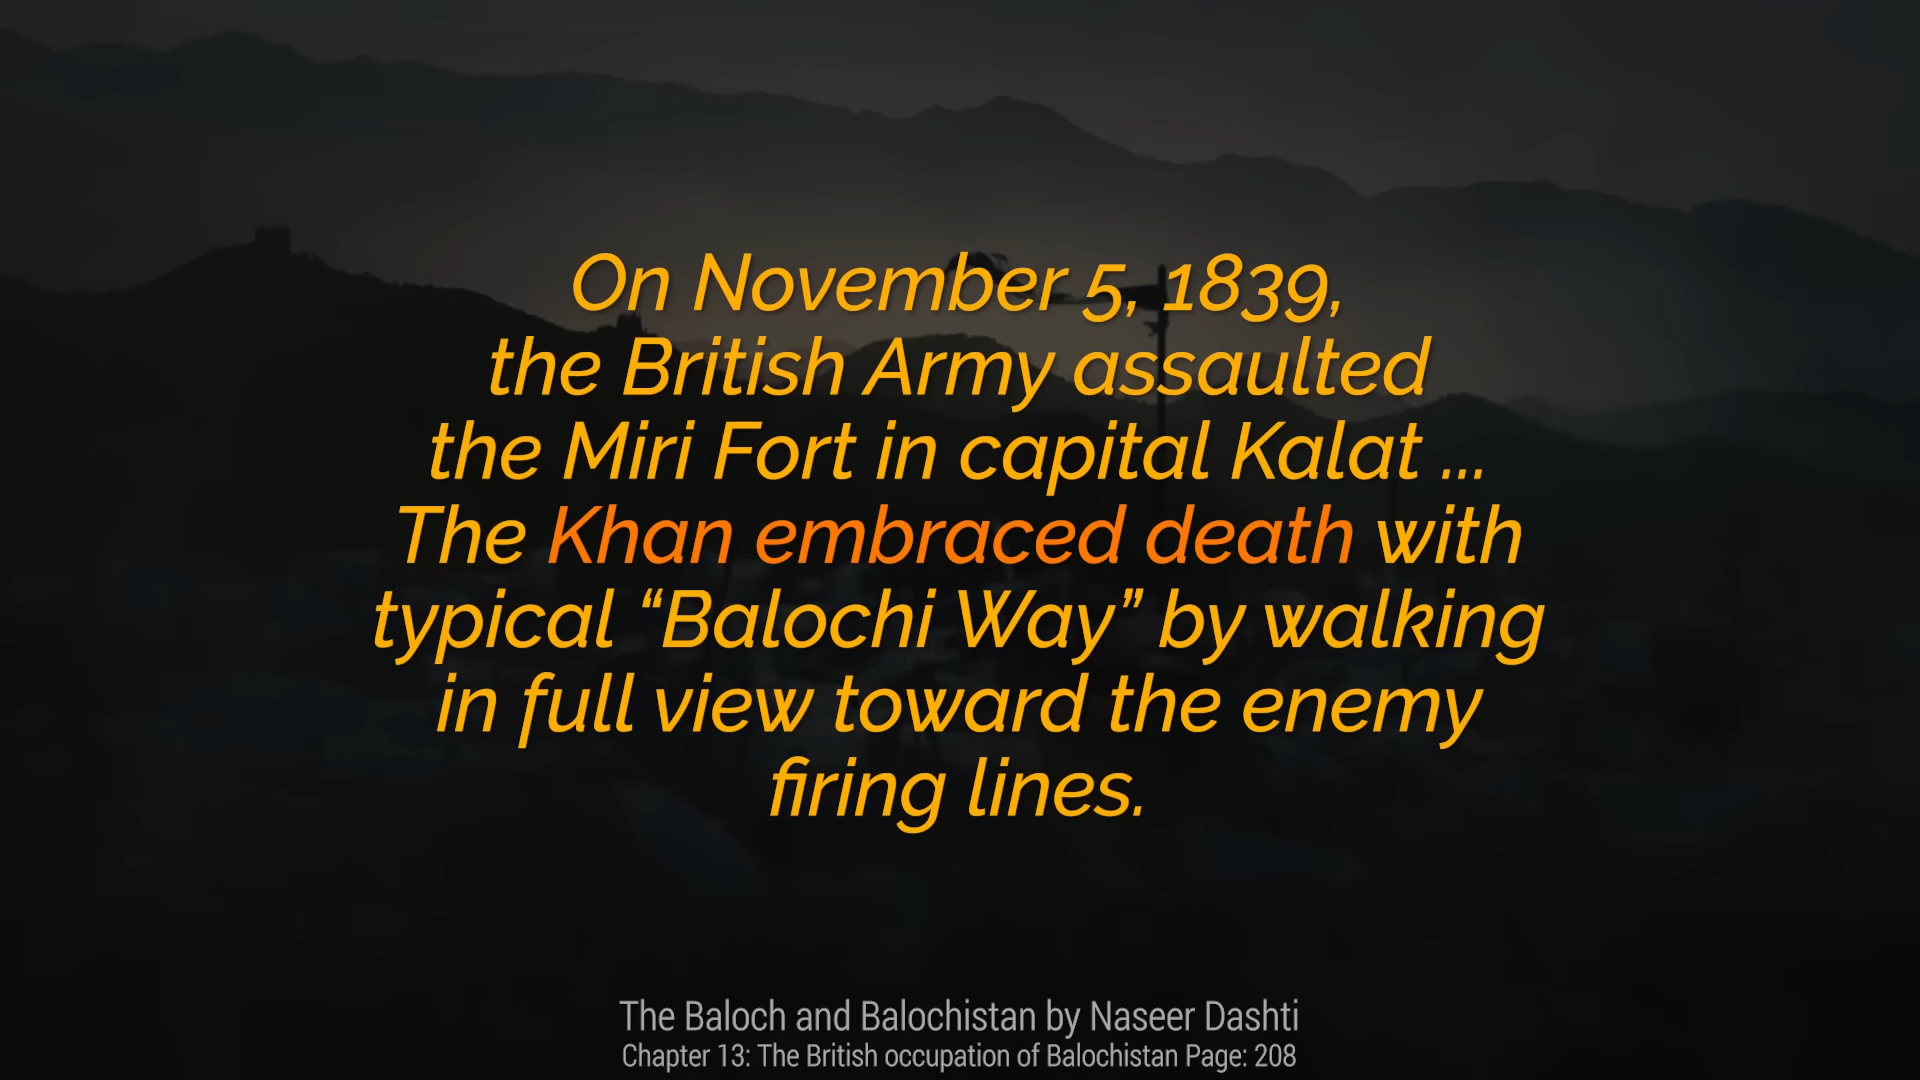 On November 5, 1839,
the British Army assaulted
the Miri Fort in capital Kalat ...
The Khan embraced death with
typical “Balochi Way” by walking
in full view toward the enemy
firing lines.
The Baloch and Balochistan by Naseer Dashti
Chapter 13: The British occupation of Balochistan Page: 208